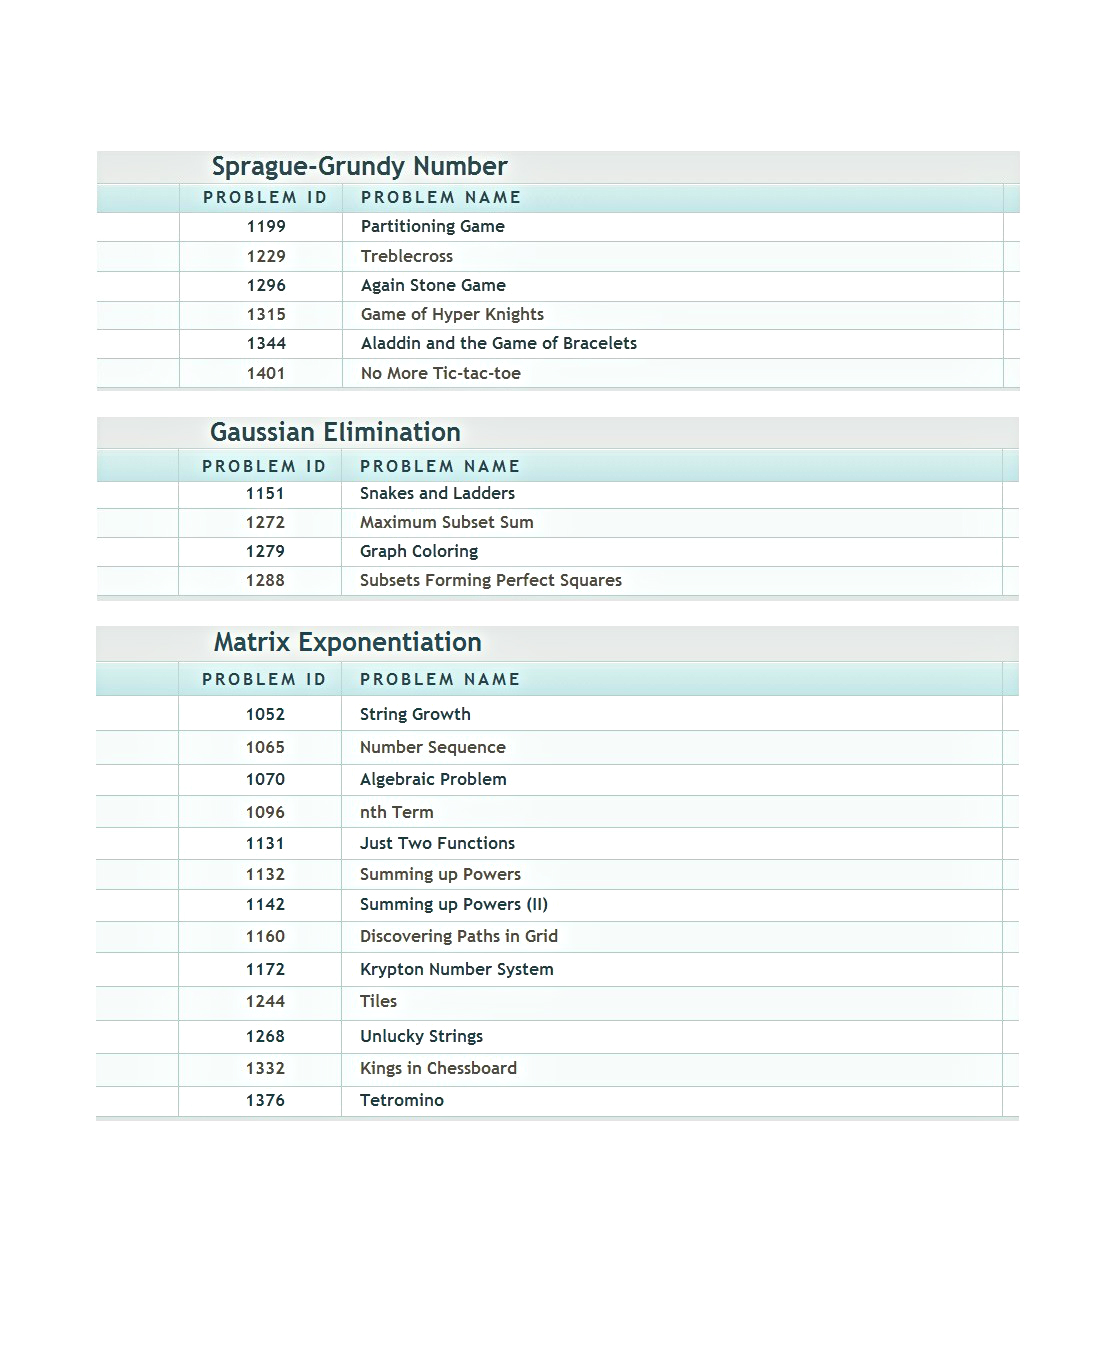 Sprague-Grundy Number
PROBLEM ID PROBLEM NAME
1199 Partitioning Game
1229 Treblecross
1296 Again Stone Game
1315 Game of Hyper Knights
1344 Aladdin and the Game of Bracelets
1401 No More Tic-tac-toe
Gaussian Elimination
PROBLEM ID PROBLEM NAME
1151 Snakes and Ladders
1272 Maximum Subset Sum
1279 Graph Coloring
1288 Subsets Forming Perfect Squares
Matrix Exponentiation
PROBLEM ID PROBLEM NAME
1052 String Growth
1065 Number Sequence
1070 Algebraic Problem
1096 nth Term
1131 Just Two Functions
1132 Summing up Powers
1142 Summing up Powers (II)
1160 Discovering Paths in Grid
1172 Krypton Number System
1244 Tiles
1268 Unlucky Strings
1332 Kings in Chessboard
1376 Tetromino